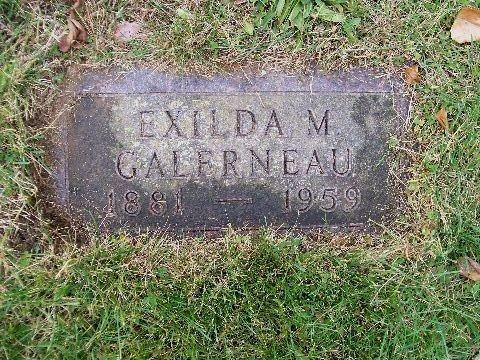 EXILDA M.
GALERNEAU
1881 — 1959